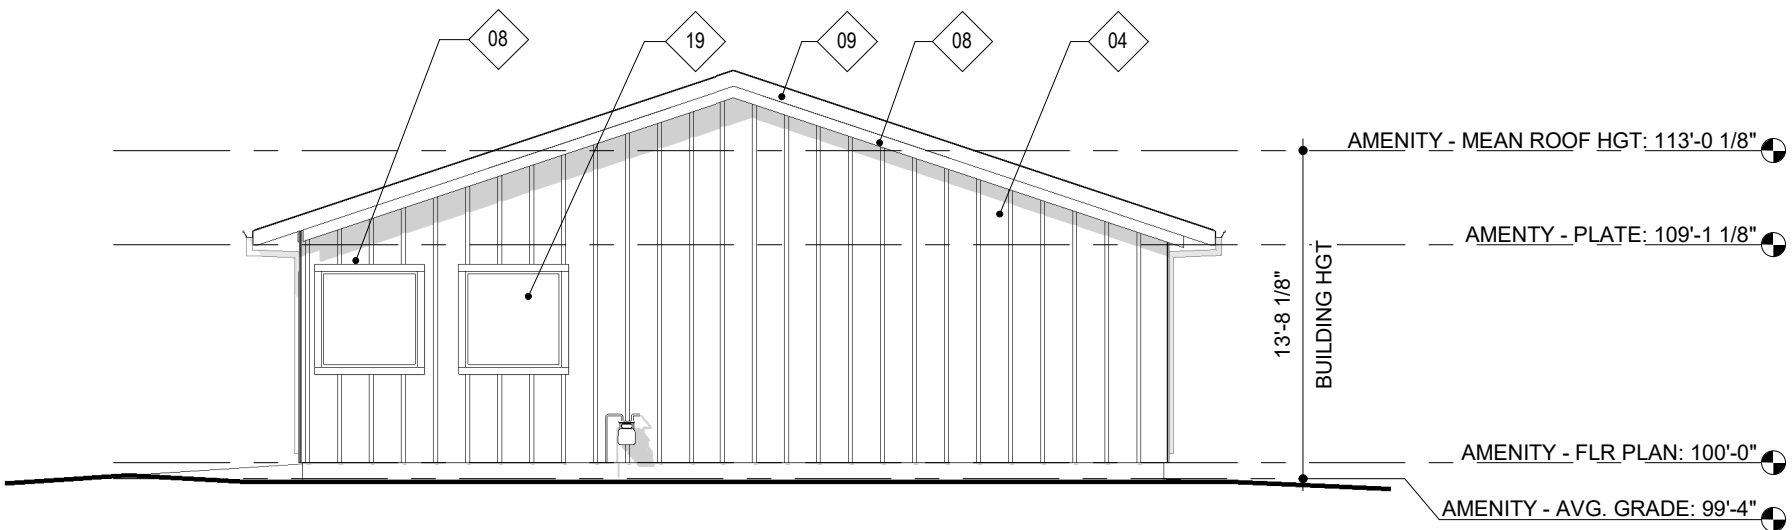 08
19
09
08
04
AMENITY - MEAN ROOF HGT: 113'-0 1/8"
AMENTY - PLATE: 109'-1 1/8"
13'-8 1/8"
BUILDING HGT
AMENITY - FLR PLAN: 100'-0"
AMENITY - AVG. GRADE: 99'-4"